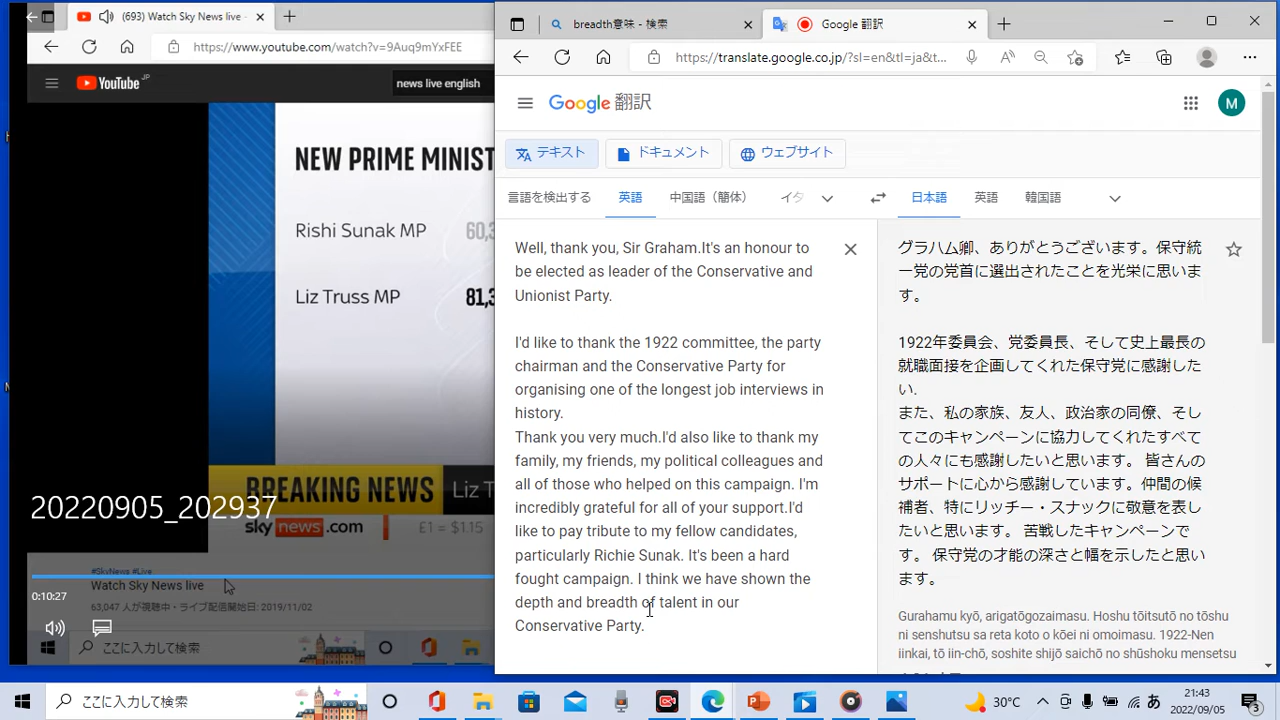 (693) Watch Sky News live -
https://www.youtube.com/watch?v=9Auq9mYxFEE
YouTube JP
news live english
NEW PRIME MINIST
Rishi Sunak MP 60,3
Liz Truss MP 81,3
BREAKING NEWS Liz T
sky news.com £1 = $1.15
20220905_202937
#SkyNews #Live
Watch Sky News live
63,047 人が視聴中・ライブ配信開始日: 2019/11/02
0:10:27
ここに入力して検索
breadth意味 - 検索
Google 翻訳
https://translate.google.co.jp/?sl=en&tl=ja&t...
Google 翻訳
M
テキスト
ドキュメント
ウェブサイト
言語を検出する 英語 中国語（簡体） イタ
日本語 英語 韓国語
Well, thank you, Sir Graham.It's an honour to
be elected as leader of the Conservative and
Unionist Party.
I'd like to thank the 1922 committee, the party
chairman and the Conservative Party for
organising one of the longest job interviews in
history.
Thank you very much.I'd also like to thank my
family, my friends, my political colleagues and
all of those who helped on this campaign. I'm
incredibly grateful for all of your support.I'd
like to pay tribute to my fellow candidates,
particularly Richie Sunak. It's been a hard
fought campaign. I think we have shown the
depth and breadth of talent in our
Conservative Party.
グラハム卿、ありがとうございます。保守統
一党の党首に選出されたことを光栄に思いま
す。
1922年委員会、党委員長、そして史上最長の
就職面接を企画してくれた保守党に感謝した
い.
また、私の家族、友人、政治家の同僚、そし
てこのキャンペーンに協力してくれたすべて
の人々にも感謝したいと思います。 皆さんの
サポートに心から感謝しています。仲間の候
補者、特にリッチー・スナックに敬意を表し
たいと思います。 苦戦したキャンペーンで
す。 保守党の才能の深さと幅を示したと思い
ます。
Gurahamu kyō, arigatōgozaimasu. Hoshu tōitsutō no tōshu
ni senshutsu sa reta koto o kōei ni omoimasu. 1922-Nen
iinkai, tō iin-chō, soshite shijō saichō no shūshoku mensetsu
ここに入力して検索
30°C
あ
21:43
2022/09/05
3